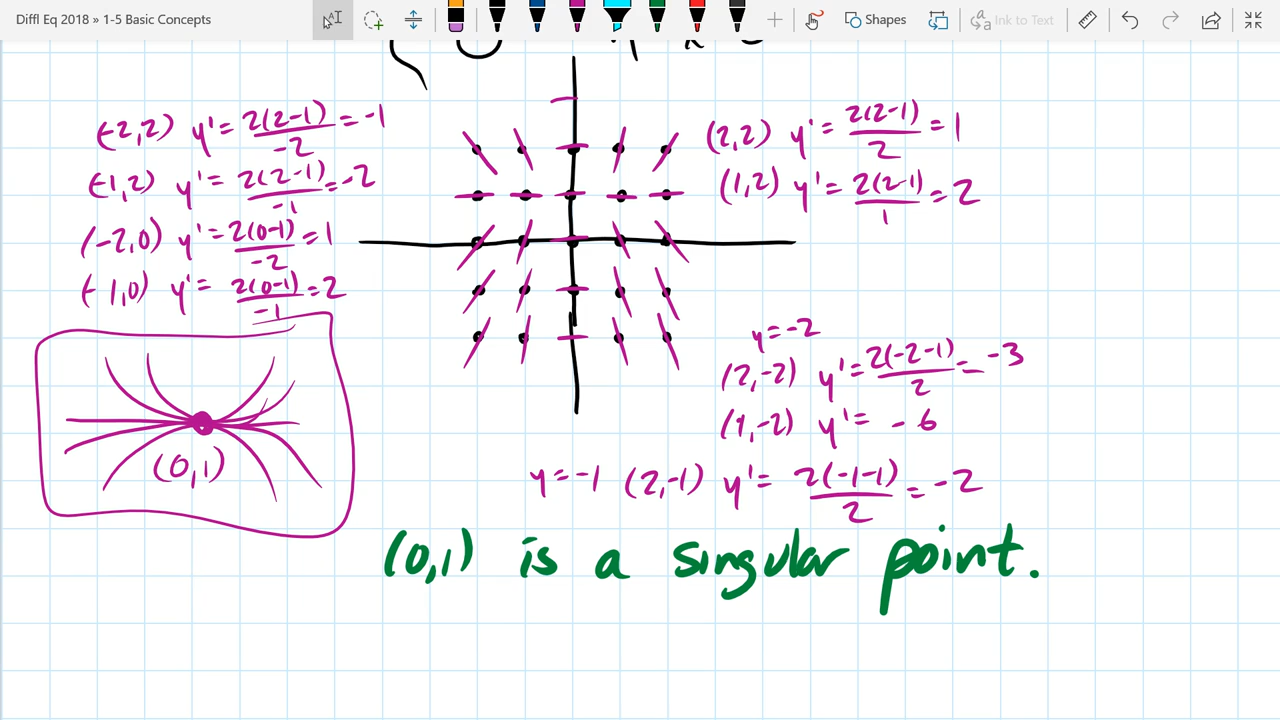 Diffl Eq 2018 » 1-5 Basic Concepts
Shapes
Ink to Text
(-2,2) y' = 2(2-1)/-2 = -1
(-1,2) y' = 2(2-1)/-1 = -2
(-2,0) y' = 2(0-1)/-2 = 1
(-1,0) y' = 2(0-1)/-1 = 2
(0,1)
(2,2) y' = 2(2-1)/2 = 1
(1,2) y' = 2(2-1)/1 = 2
y = -2
(2,-2) y' = 2(-2-1)/2 = -3
(1,-2) y' = -6
y = -1 (2,-1) y' = 2(-1-1)/2 = -2
(0,1) is a singular point.